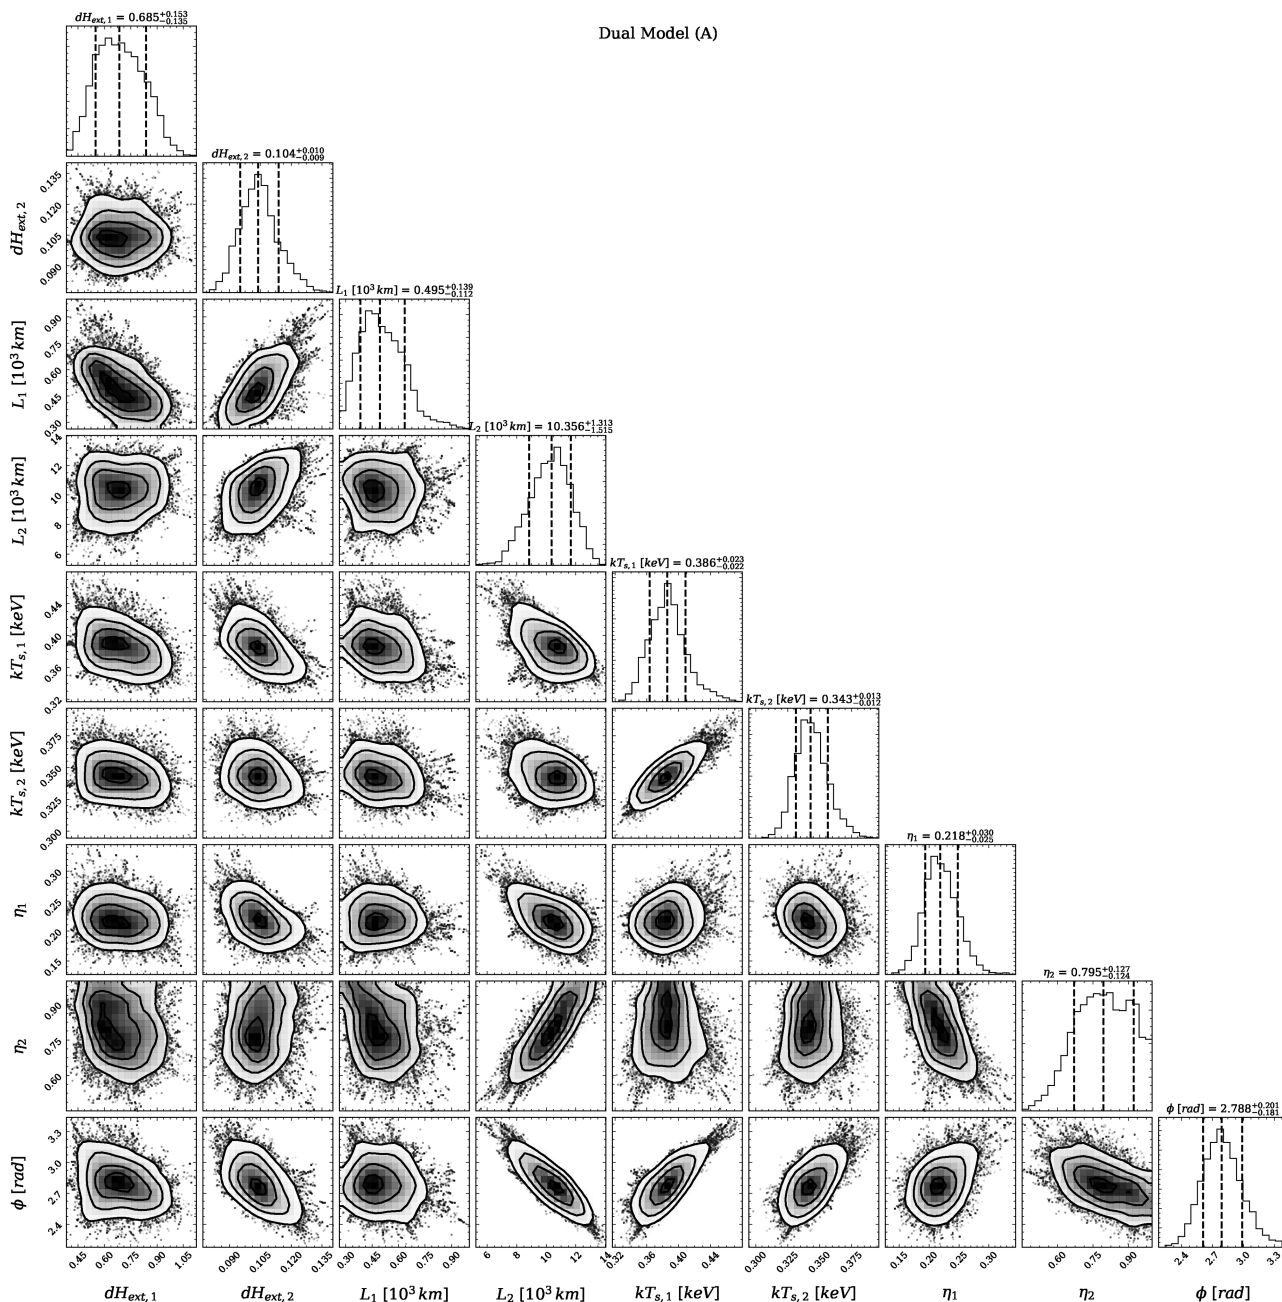 Dual Model (A)
dH_{ext,1} = 0.685^{+0.153}_{-0.135}
dH_{ext,2} = 0.104^{+0.010}_{-0.009}
dH_{ext,2}
0.135
0.120
0.105
0.090
L_1 [10^3 km] = 0.495^{+0.139}_{-0.112}
L_1 [10^3 km]
0.90
0.75
0.60
0.45
0.30
L_2 [10^3 km] = 10.356^{+1.313}_{-1.515}
L_2 [10^3 km]
14
12
10
8
6
kT_{s,1} [keV] = 0.386^{+0.023}_{-0.022}
kT_{s,1} [keV]
0.44
0.40
0.36
0.32
kT_{s,2} [keV] = 0.343^{+0.013}_{-0.012}
kT_{s,2} [keV]
0.375
0.350
0.325
0.300
η_1 = 0.218^{+0.030}_{-0.025}
η_1
0.30
0.25
0.20
0.15
η_2 = 0.795^{+0.127}_{-0.124}
η_2
0.90
0.75
0.60
ϕ [rad] = 2.788^{+0.201}_{-0.181}
ϕ [rad]
3.3
3.0
2.7
2.4
0.45 0.60 0.75 0.90 1.05
0.090 0.105 0.120 0.135
0.30 0.45 0.60 0.75 0.90
6 8 10 12 14
0.32 0.36 0.40 0.44
0.300 0.325 0.350 0.375
0.15 0.20 0.25 0.30
0.60 0.75 0.90
2.4 2.7 3.0 3.3
dH_{ext,1} dH_{ext,2} L_1 [10^3 km] L_2 [10^3 km] kT_{s,1} [keV] kT_{s,2} [keV] η_1 η_2 ϕ [rad]